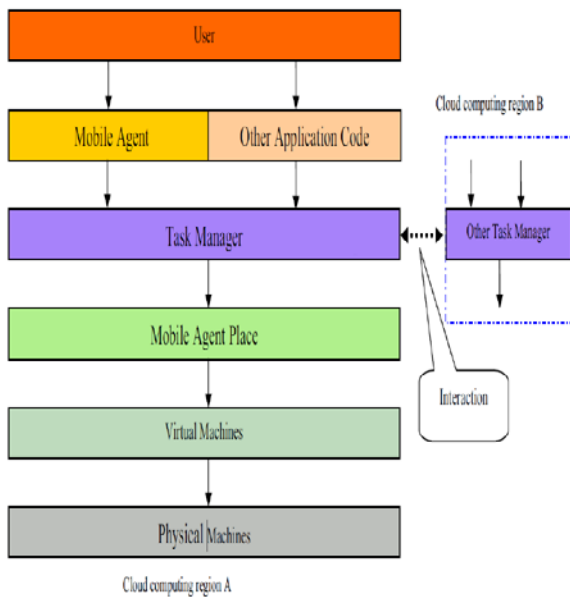 User
Cloud computing region B
Mobile Agent
Other Application Code
Task Manager
Other Task Manager
Mobile Agent Place
Interaction
Virtual Machines
Physical Machines
Cloud computing region A